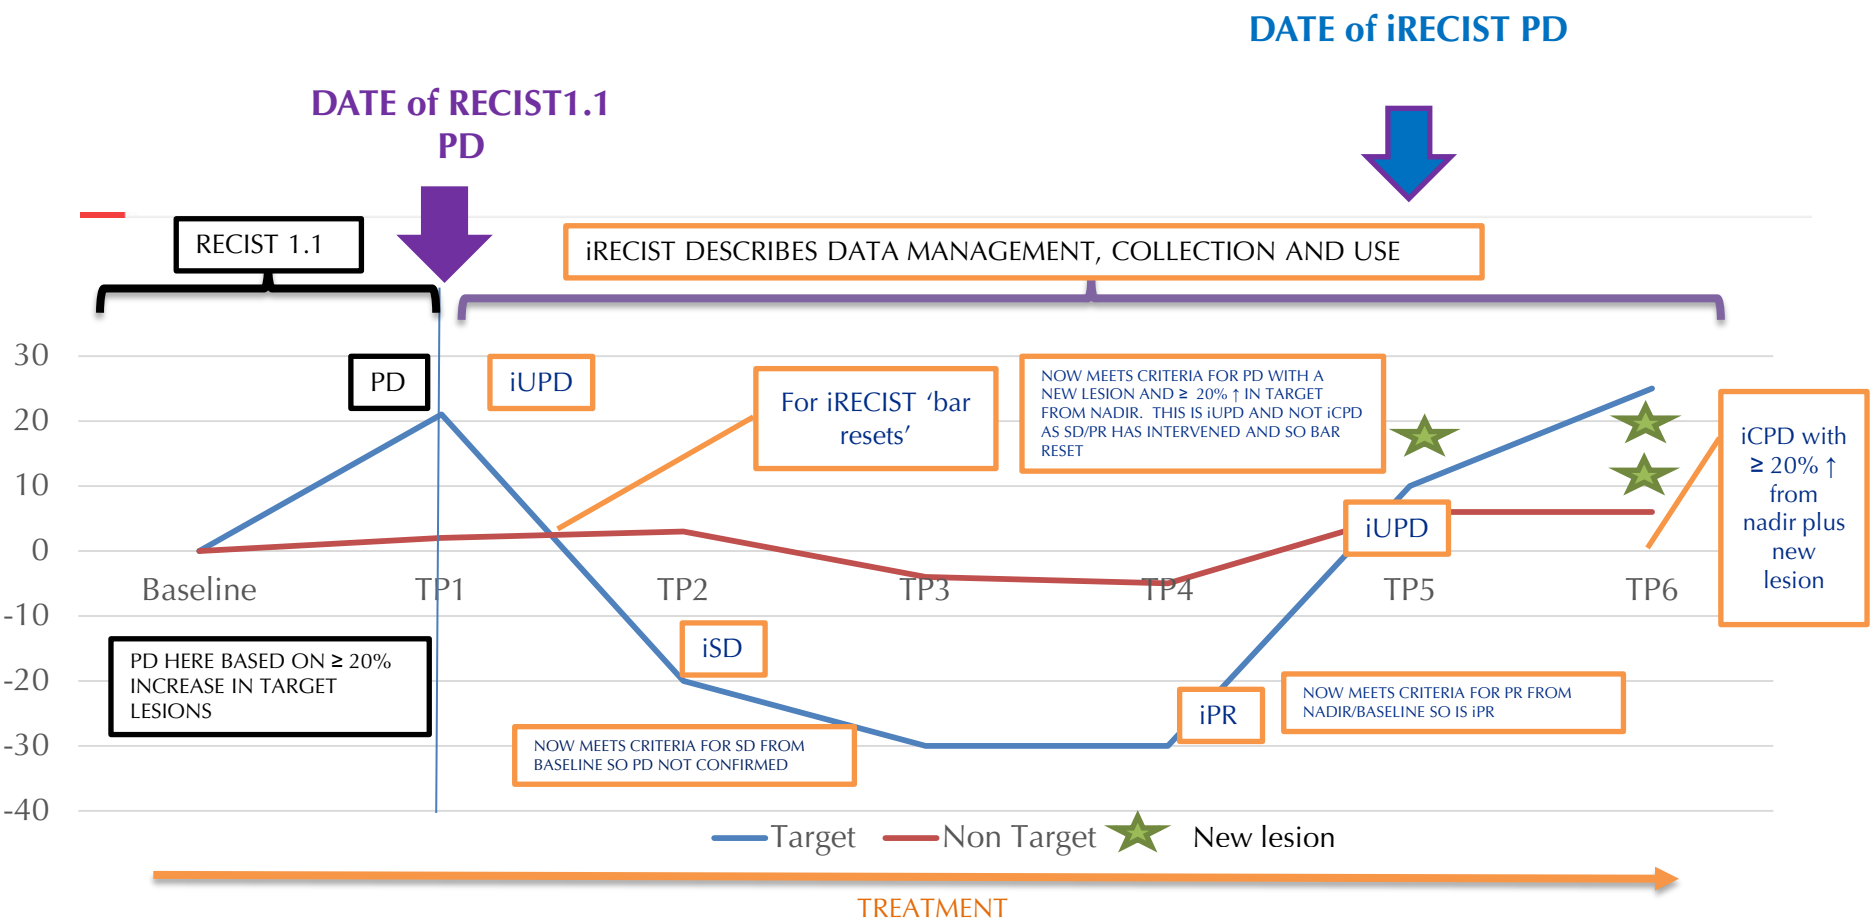 DATE of iRECIST PD
DATE of RECIST1.1
PD
RECIST 1.1
iRECIST DESCRIBES DATA MANAGEMENT, COLLECTION AND USE
30
20
10
0
-10
-20
-30
-40
PD
iUPD
For iRECIST ‘bar
resets’
NOW MEETS CRITERIA FOR PD WITH A
NEW LESION AND ≥ 20% ↑ IN TARGET
FROM NADIR. THIS IS iUPD AND NOT iCPD
AS SD/PR HAS INTERVENED AND SO BAR
RESET
iCPD with
≥ 20% ↑
from
nadir plus
new
lesion
iUPD
Baseline
TP1
TP2
TP3
TP4
TP5
TP6
PD HERE BASED ON ≥ 20%
INCREASE IN TARGET
LESIONS
iSD
NOW MEETS CRITERIA FOR SD FROM
BASELINE SO PD NOT CONFIRMED
iPR
NOW MEETS CRITERIA FOR PR FROM
NADIR/BASELINE SO IS iPR
Target
Non Target
New lesion
TREATMENT